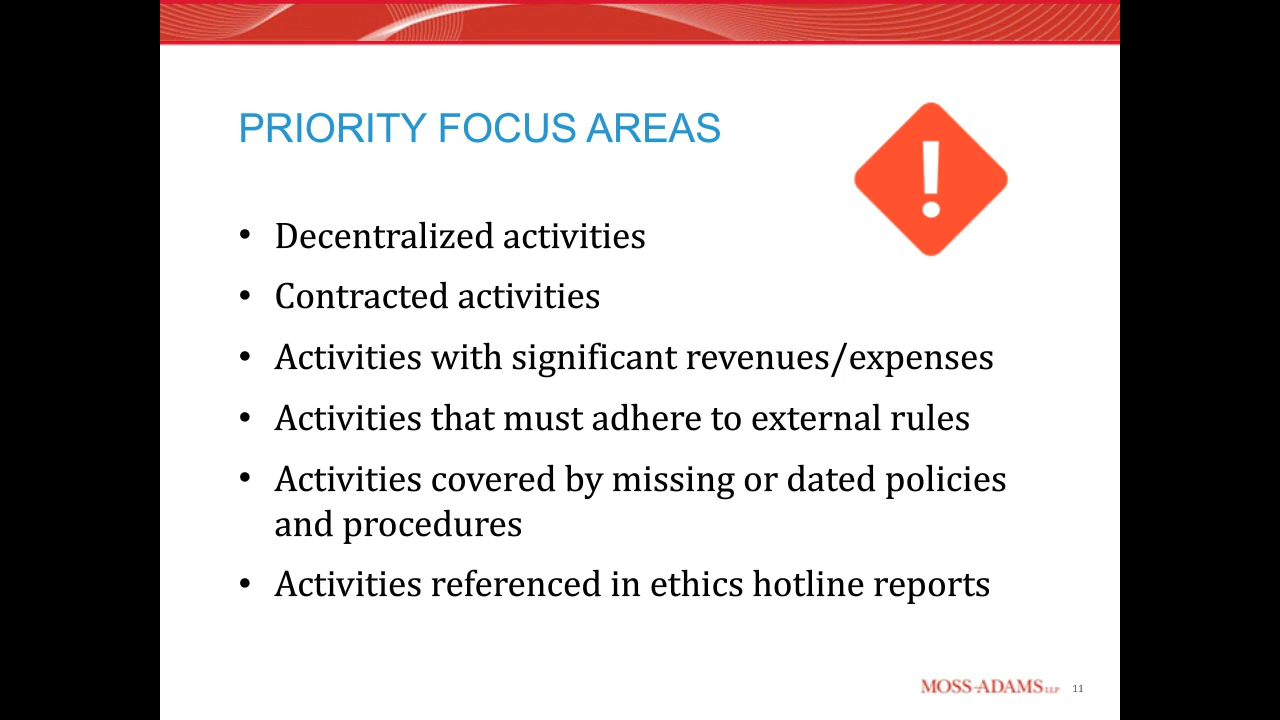 PRIORITY FOCUS AREAS
!
• Decentralized activities
• Contracted activities
• Activities with significant revenues/expenses
• Activities that must adhere to external rules
• Activities covered by missing or dated policies
and procedures
• Activities referenced in ethics hotline reports
MOSS-ADAMS LLP 11